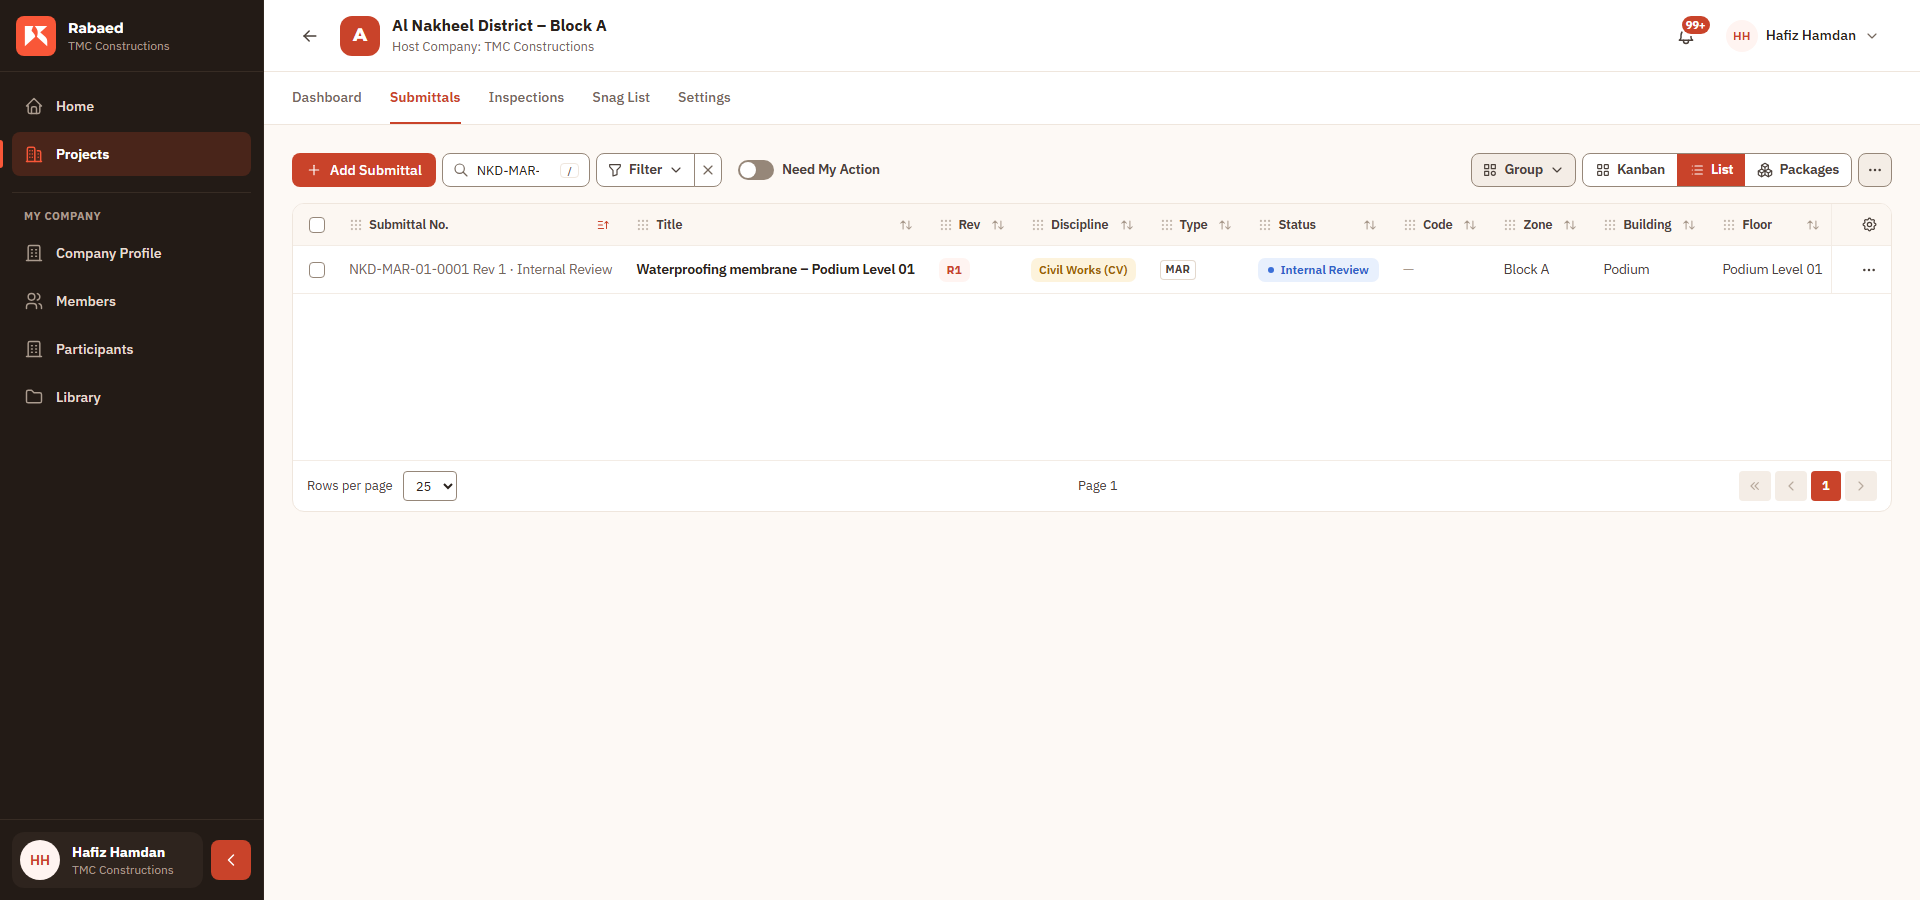 Rabaed
TMC Constructions
Home
Projects
MY COMPANY
Company Profile
Members
Participants
Library
HH
Hafiz Hamdan
TMC Constructions
A
Al Nakheel District – Block A
Host Company: TMC Constructions
99+
HH
Hafiz Hamdan
Dashboard Submittals Inspections Snag List Settings
+ Add Submittal NKD-MAR- / Filter Need My Action Group Kanban List Packages
Submittal No. Title Rev Discipline Type Status Code Zone Building Floor
NKD-MAR-01-0001 Rev 1 · Internal Review Waterproofing membrane – Podium Level 01 R1 Civil Works (CV) MAR Internal Review — Block A Podium Podium Level 01
Rows per page 25 Page 1 « ‹ 1 ›